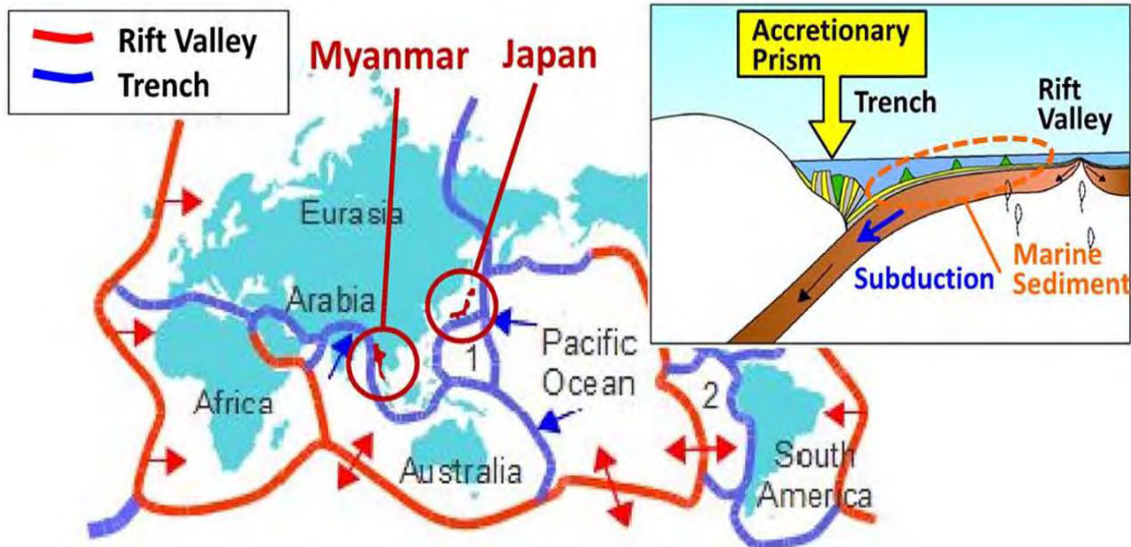 Rift Valley
Trench
Myanmar
Japan
Eurasia
Arabia
Africa
1
Pacific
Ocean
Australia
2
South
America
Accretionary
Prism
Trench
Rift
Valley
Subduction
Marine
Sediment